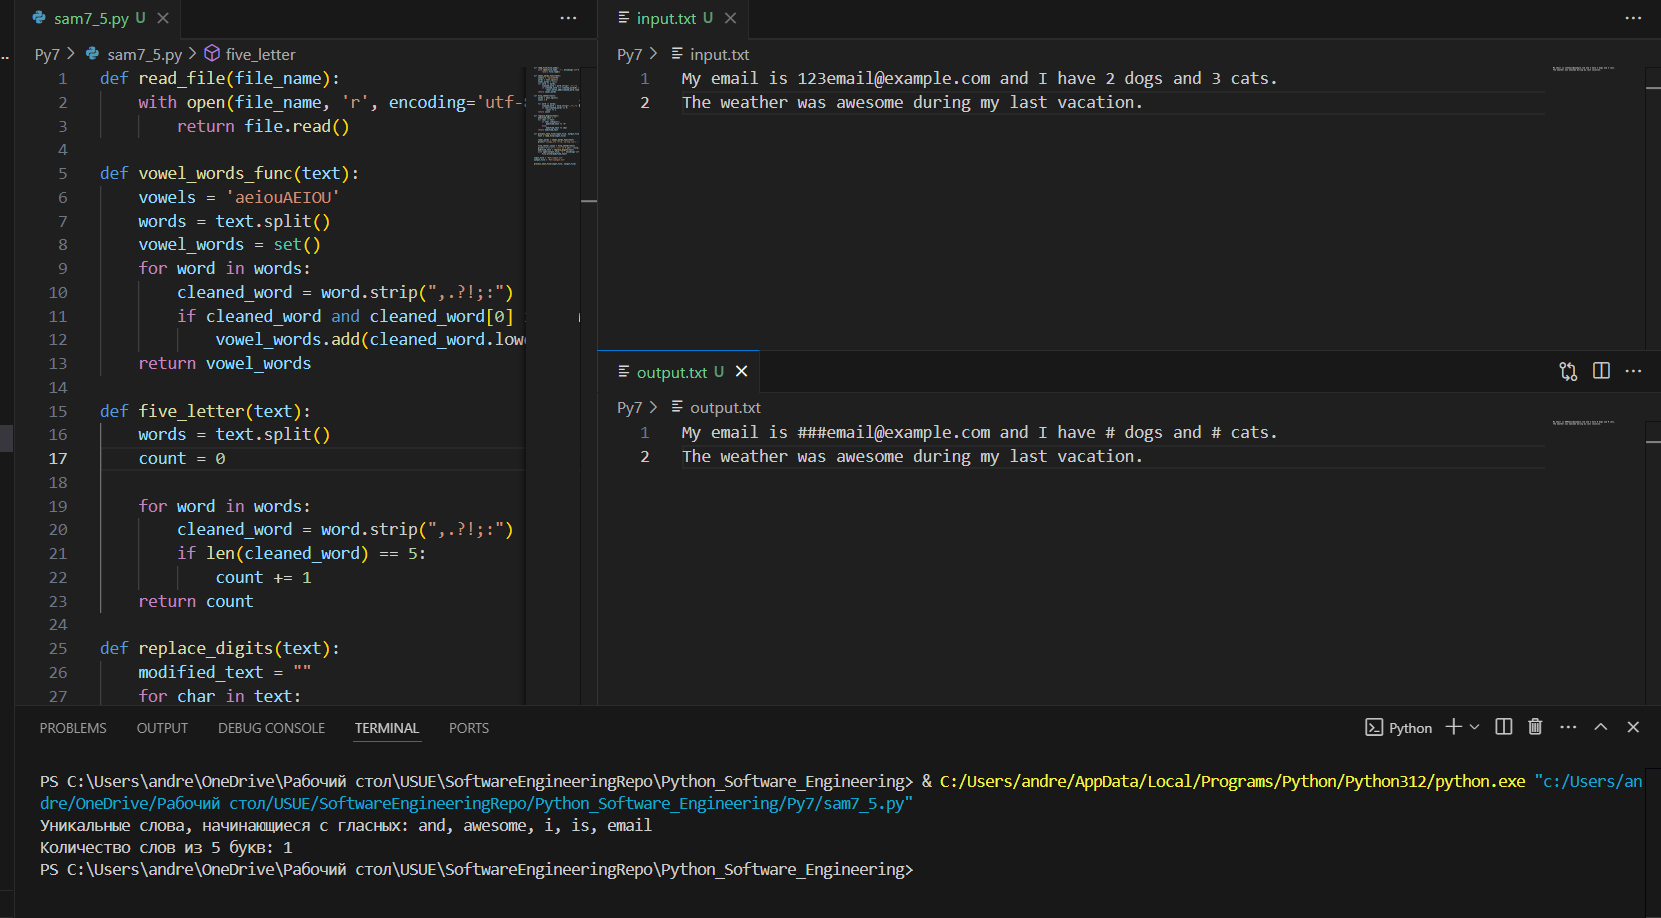 sam7_5.py U
Py7 > sam7_5.py > five_letter
1 def read_file(file_name):
2 with open(file_name, 'r', encoding='utf-
3 return file.read()
4
5 def vowel_words_func(text):
6 vowels = 'aeiouAEIOU'
7 words = text.split()
8 vowel_words = set()
9 for word in words:
10 cleaned_word = word.strip(",.?!;:")
11 if cleaned_word and cleaned_word[0]
12 vowel_words.add(cleaned_word.low
13 return vowel_words
14
15 def five_letter(text):
16 words = text.split()
17 count = 0
18
19 for word in words:
20 cleaned_word = word.strip(",.?!;:")
21 if len(cleaned_word) == 5:
22 count += 1
23 return count
24
25 def replace_digits(text):
26 modified_text = ""
27 for char in text:
input.txt U
Py7 > input.txt
1 My email is 123email@example.com and I have 2 dogs and 3 cats.
2 The weather was awesome during my last vacation.
output.txt U
Py7 > output.txt
1 My email is ###email@example.com and I have # dogs and # cats.
2 The weather was awesome during my last vacation.
PROBLEMS OUTPUT DEBUG CONSOLE TERMINAL PORTS
Python
PS C:\Users\andre\OneDrive\Рабочий стол\USUE\SoftwareEngineeringRepo\Python_Software_Engineering> & C:/Users/andre/AppData/Local/Programs/Python/Python312/python.exe "c:/Users/an
dre/OneDrive/Рабочий стол/USUE/SoftwareEngineeringRepo/Python_Software_Engineering/Py7/sam7_5.py"
Уникальные слова, начинающиеся с гласных: and, awesome, i, is, email
Количество слов из 5 букв: 1
PS C:\Users\andre\OneDrive\Рабочий стол\USUE\SoftwareEngineeringRepo\Python_Software_Engineering>